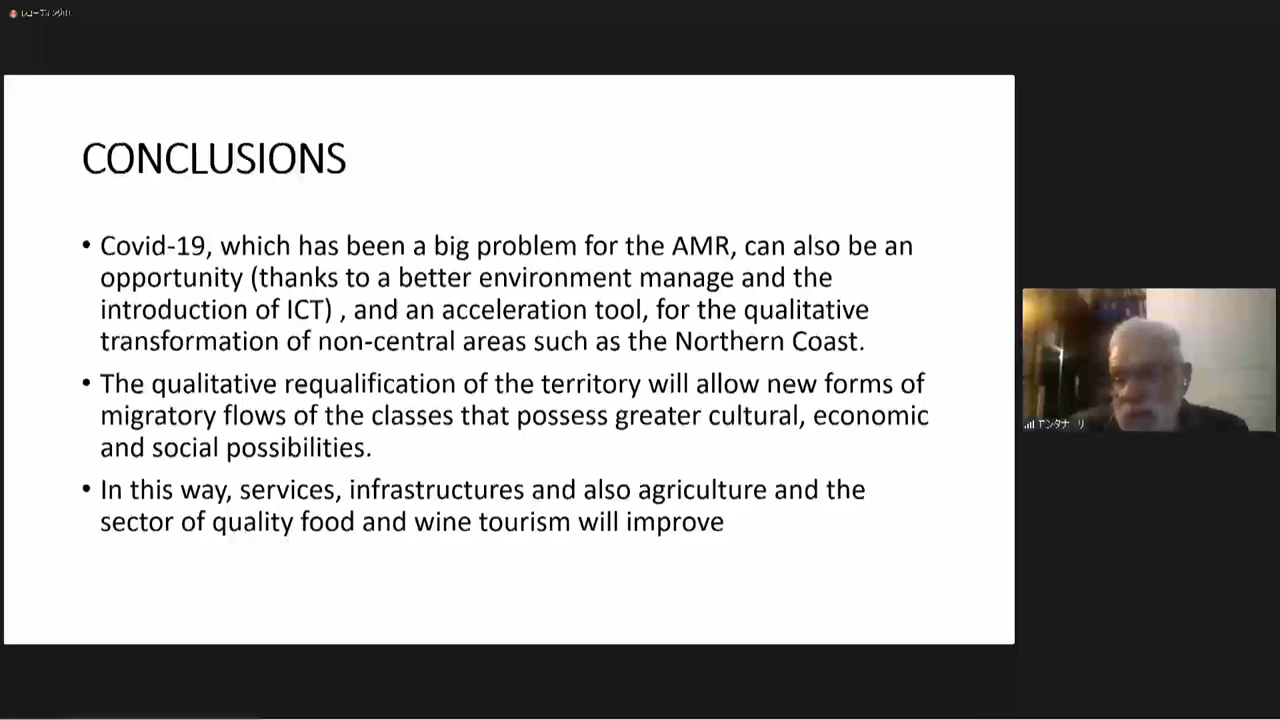 CONCLUSIONS
• Covid-19, which has been a big problem for the AMR, can also be an
opportunity (thanks to a better environment manage and the
introduction of ICT) , and an acceleration tool, for the qualitative
transformation of non-central areas such as the Northern Coast.
• The qualitative requalification of the territory will allow new forms of
migratory flows of the classes that possess greater cultural, economic
and social possibilities.
• In this way, services, infrastructures and also agriculture and the
sector of quality food and wine tourism will improve